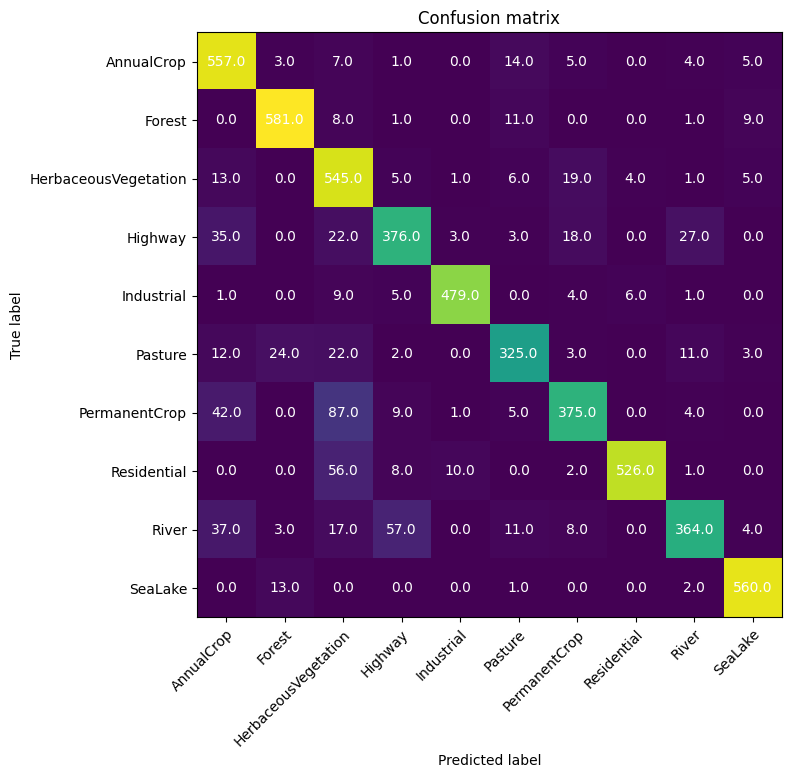 Confusion matrix
AnnualCrop 557.0 3.0 7.0 1.0 0.0 14.0 5.0 0.0 4.0 5.0
Forest 0.0 581.0 8.0 1.0 0.0 11.0 0.0 0.0 1.0 9.0
HerbaceousVegetation 13.0 0.0 545.0 5.0 1.0 6.0 19.0 4.0 1.0 5.0
Highway 35.0 0.0 22.0 376.0 3.0 3.0 18.0 0.0 27.0 0.0
Industrial 1.0 0.0 9.0 5.0 479.0 0.0 4.0 6.0 1.0 0.0
Pasture 12.0 24.0 22.0 2.0 0.0 325.0 3.0 0.0 11.0 3.0
PermanentCrop 42.0 0.0 87.0 9.0 1.0 5.0 375.0 0.0 4.0 0.0
Residential 0.0 0.0 56.0 8.0 10.0 0.0 2.0 526.0 1.0 0.0
River 37.0 3.0 17.0 57.0 0.0 11.0 8.0 0.0 364.0 4.0
SeaLake 0.0 13.0 0.0 0.0 0.0 1.0 0.0 0.0 2.0 560.0
True label
AnnualCrop Forest HerbaceousVegetation Highway Industrial Pasture PermanentCrop Residential River SeaLake
Predicted label